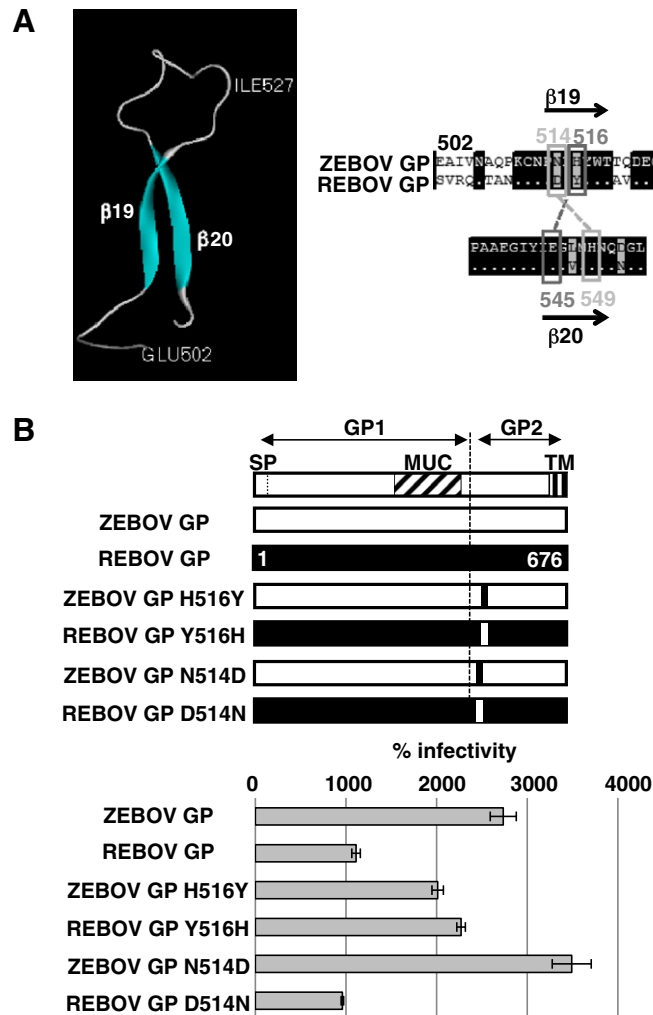 A
ILE527
β19
β20
GLU502
β19
514 516
502
ZEBOV GP
REBOV GP
PAAEGIYI
545 549
β20
B
GP1 GP2
SP MUC TM
ZEBOV GP
REBOV GP 1 676
ZEBOV GP H516Y
REBOV GP Y516H
ZEBOV GP N514D
REBOV GP D514N
% infectivity
0 1000 2000 3000 4000
ZEBOV GP
REBOV GP
ZEBOV GP H516Y
REBOV GP Y516H
ZEBOV GP N514D
REBOV GP D514N